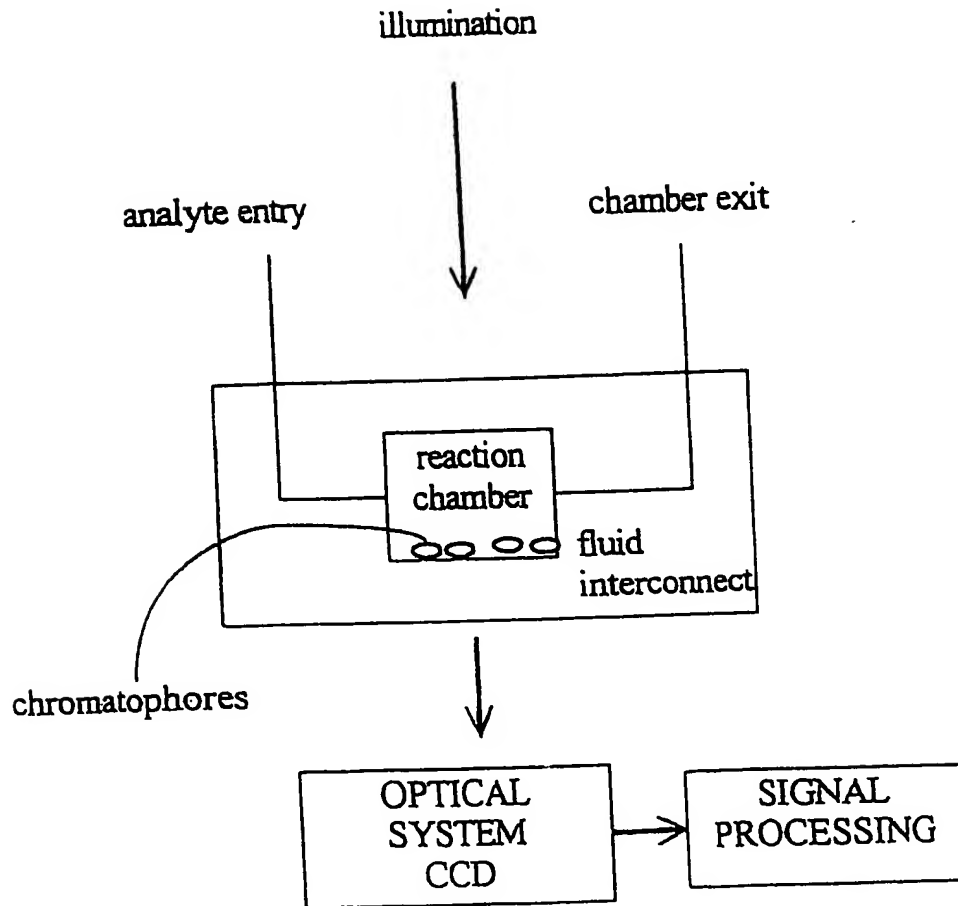 illumination
analyte entry
chamber exit
reaction
chamber
fluid
interconnect
chromatophores
OPTICAL
SYSTEM
CCD
SIGNAL
PROCESSING